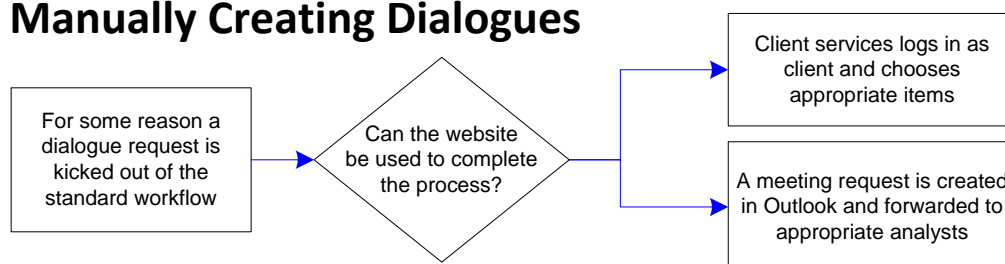 Manually Creating Dialogues
For some reason a
dialogue request is
kicked out of the
standard workflow
Can the website
be used to complete
the process?
Client services logs in as
client and chooses
appropriate items
A meeting request is created
in Outlook and forwarded to
appropriate analysts